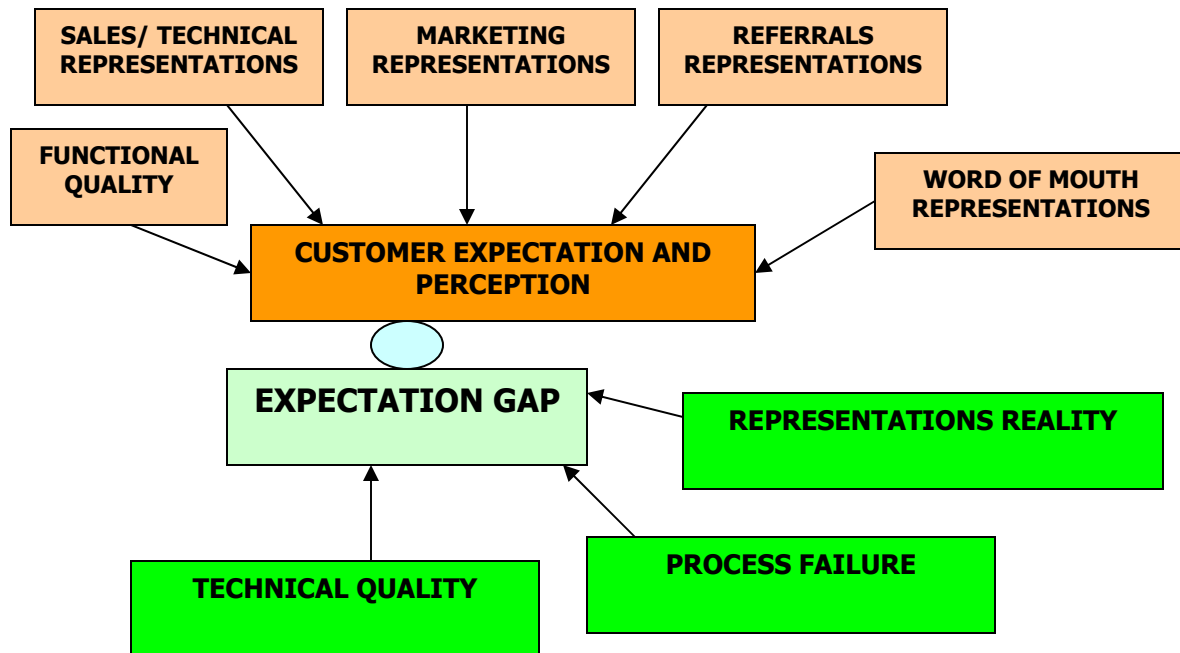 SALES/ TECHNICAL
REPRESENTATIONS
MARKETING
REPRESENTATIONS
REFERRALS
REPRESENTATIONS
FUNCTIONAL
QUALITY
WORD OF MOUTH
REPRESENTATIONS
CUSTOMER EXPECTATION AND
PERCEPTION
EXPECTATION GAP
REPRESENTATIONS REALITY
PROCESS FAILURE
TECHNICAL QUALITY